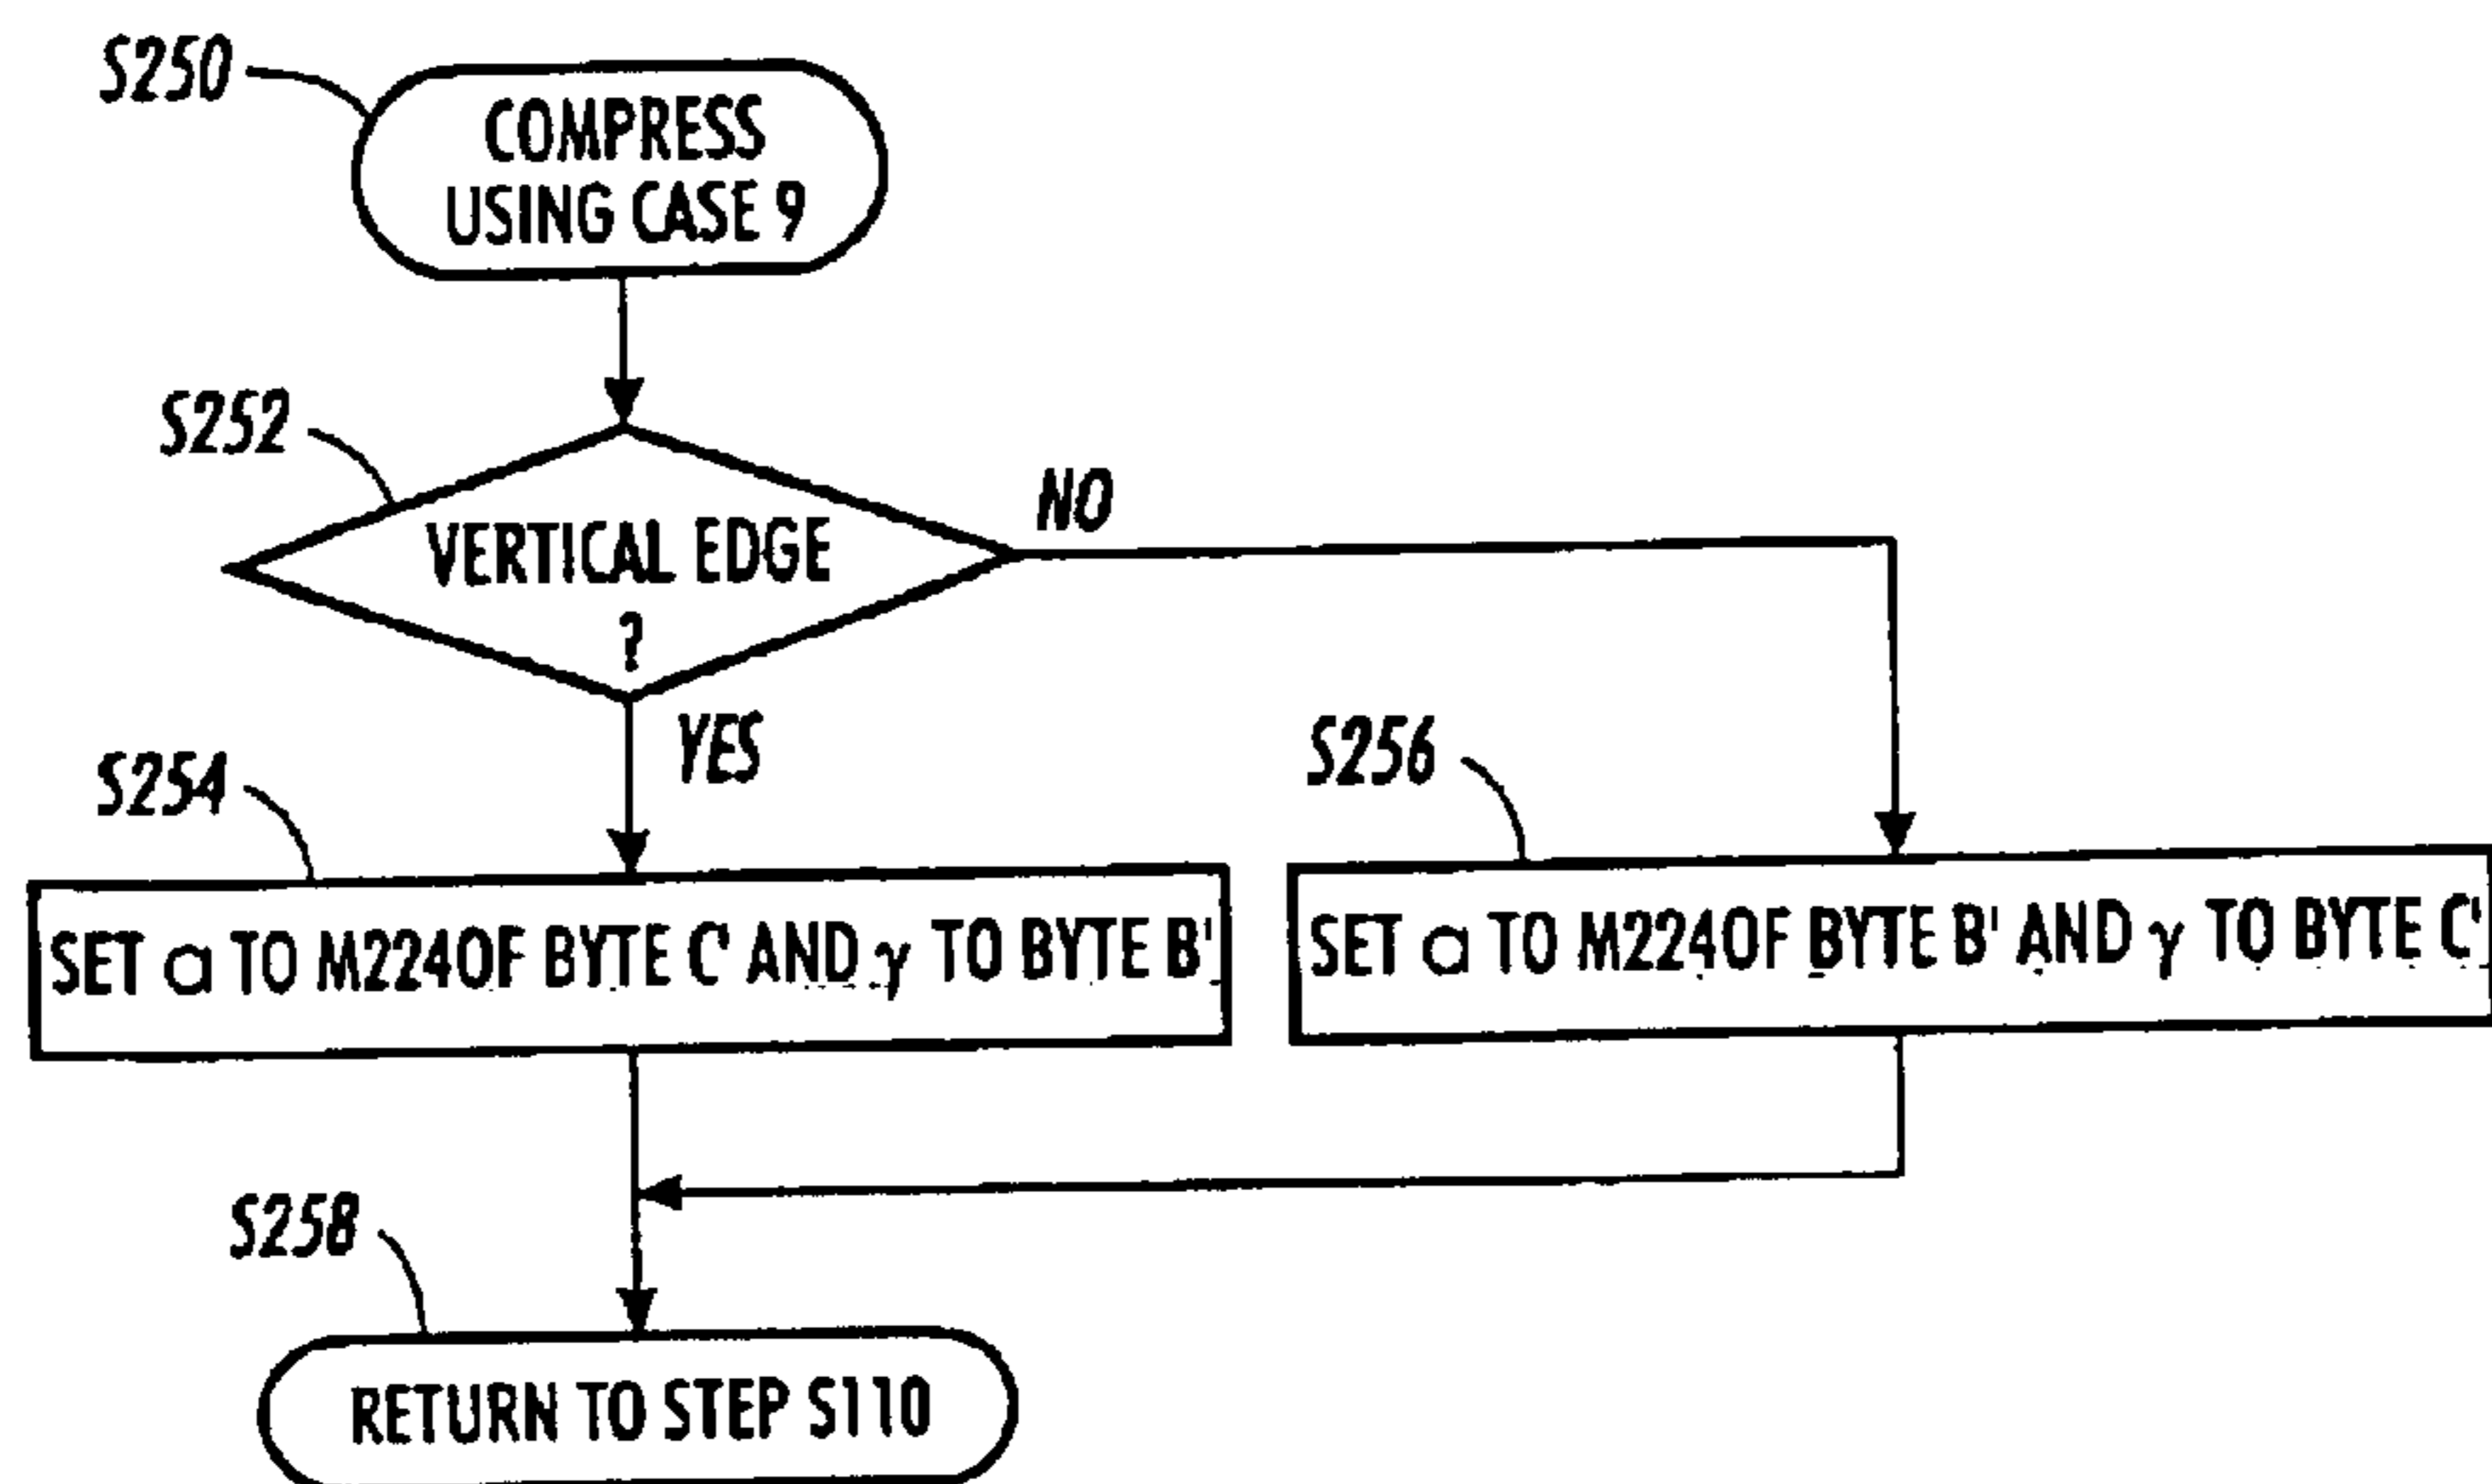 S250
COMPRESS
USING CASE 9
S252
VERTICAL EDGE
?
NO
YES
S254
SET a TO M224OF BYTE C' AND γ TO BYTE B'
S256
SET a TO M224OF BYTE B' AND γ TO BYTE C'
S258
RETURN TO STEP S110